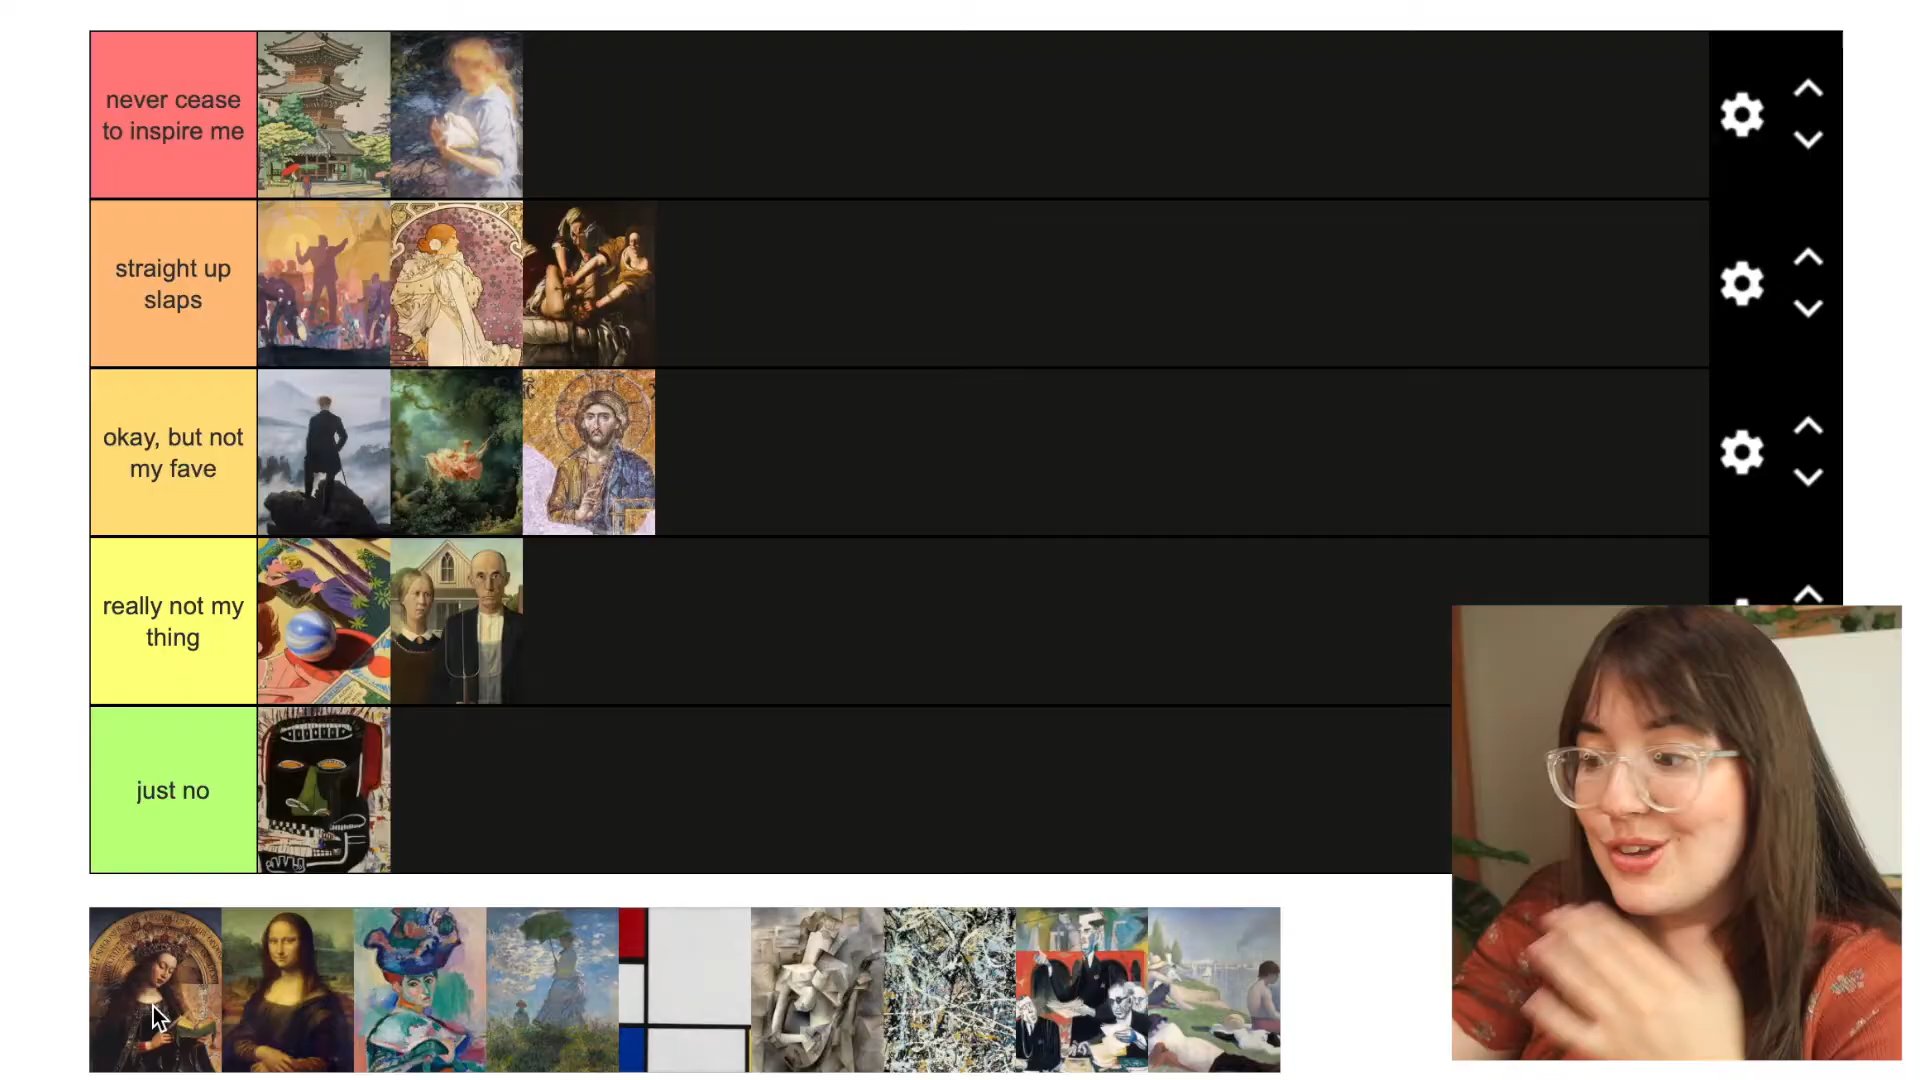 never cease
to inspire me
straight up
slaps
okay, but not
my fave
really not my
thing
just no